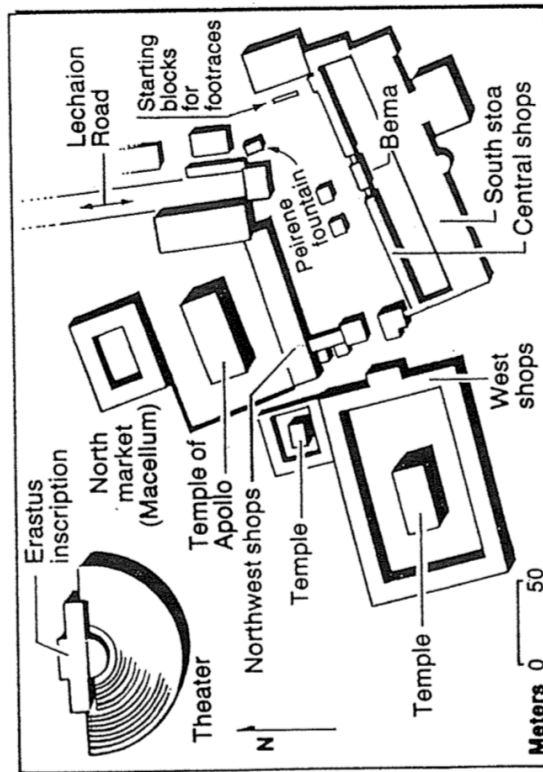 Erastus
inscription
Lechaion
Road
North
market
(Macellum)
Starting
blocks
for
footraces
Theater
Temple of
Apollo
Northwest shops
Peirene
fountain
N
Temple
Bema
Temple
South stoa
West
shops
Central shops
Meters 0 50